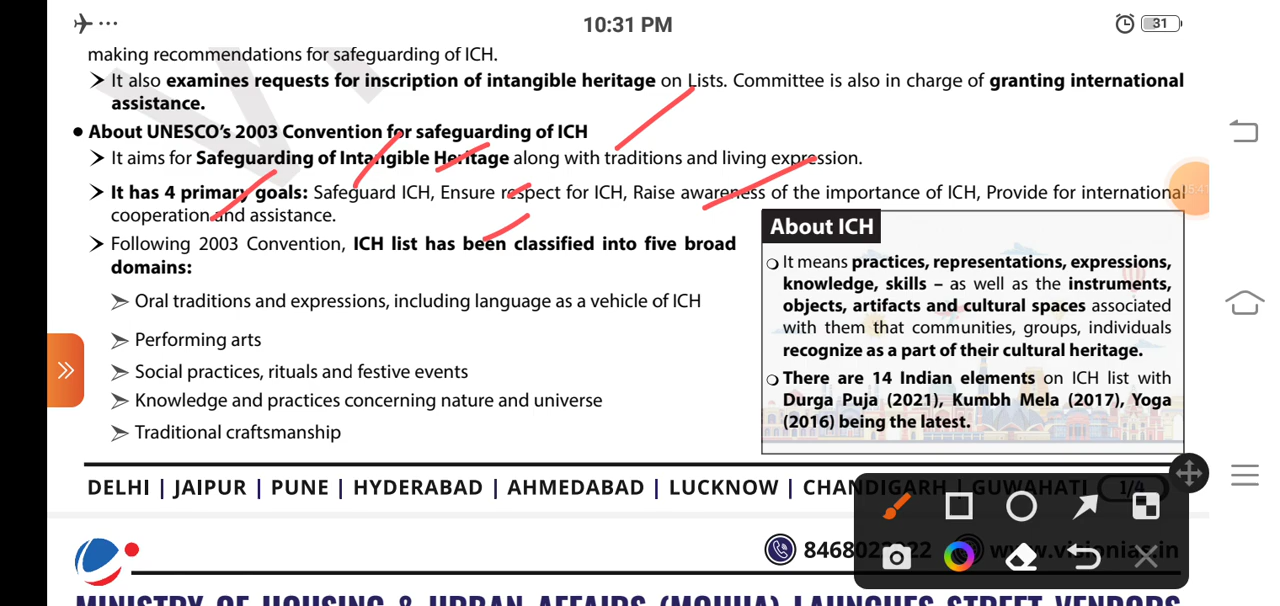 10:31 PM
31
making recommendations for safeguarding of ICH.
➢ It also examines requests for inscription of intangible heritage on Lists. Committee is also in charge of granting international
assistance.
● About UNESCO's 2003 Convention for safeguarding of ICH
➢ It aims for Safeguarding of Intangible Heritage along with traditions and living expression.
➢ It has 4 primary goals: Safeguard ICH, Ensure respect for ICH, Raise awareness of the importance of ICH, Provide for international
cooperation and assistance.
➢ Following 2003 Convention, ICH list has been classified into five broad
domains:
➢ Oral traditions and expressions, including language as a vehicle of ICH
➢ Performing arts
➢ Social practices, rituals and festive events
➢ Knowledge and practices concerning nature and universe
➢ Traditional craftsmanship
About ICH
○ It means practices, representations, expressions,
knowledge, skills – as well as the instruments,
objects, artifacts and cultural spaces associated
with them that communities, groups, individuals
recognize as a part of their cultural heritage.
○ There are 14 Indian elements on ICH list with
Durga Puja (2021), Kumbh Mela (2017), Yoga
(2016) being the latest.
DELHI | JAIPUR | PUNE | HYDERABAD | AHMEDABAD | LUCKNOW | CHANDIGARH | GUWAHATI
8468022022 www.visionias.in
MINISTRY OF HOUSING & URBAN AFFAIRS (MOHUA) LAUNCHES STREET VENDORS